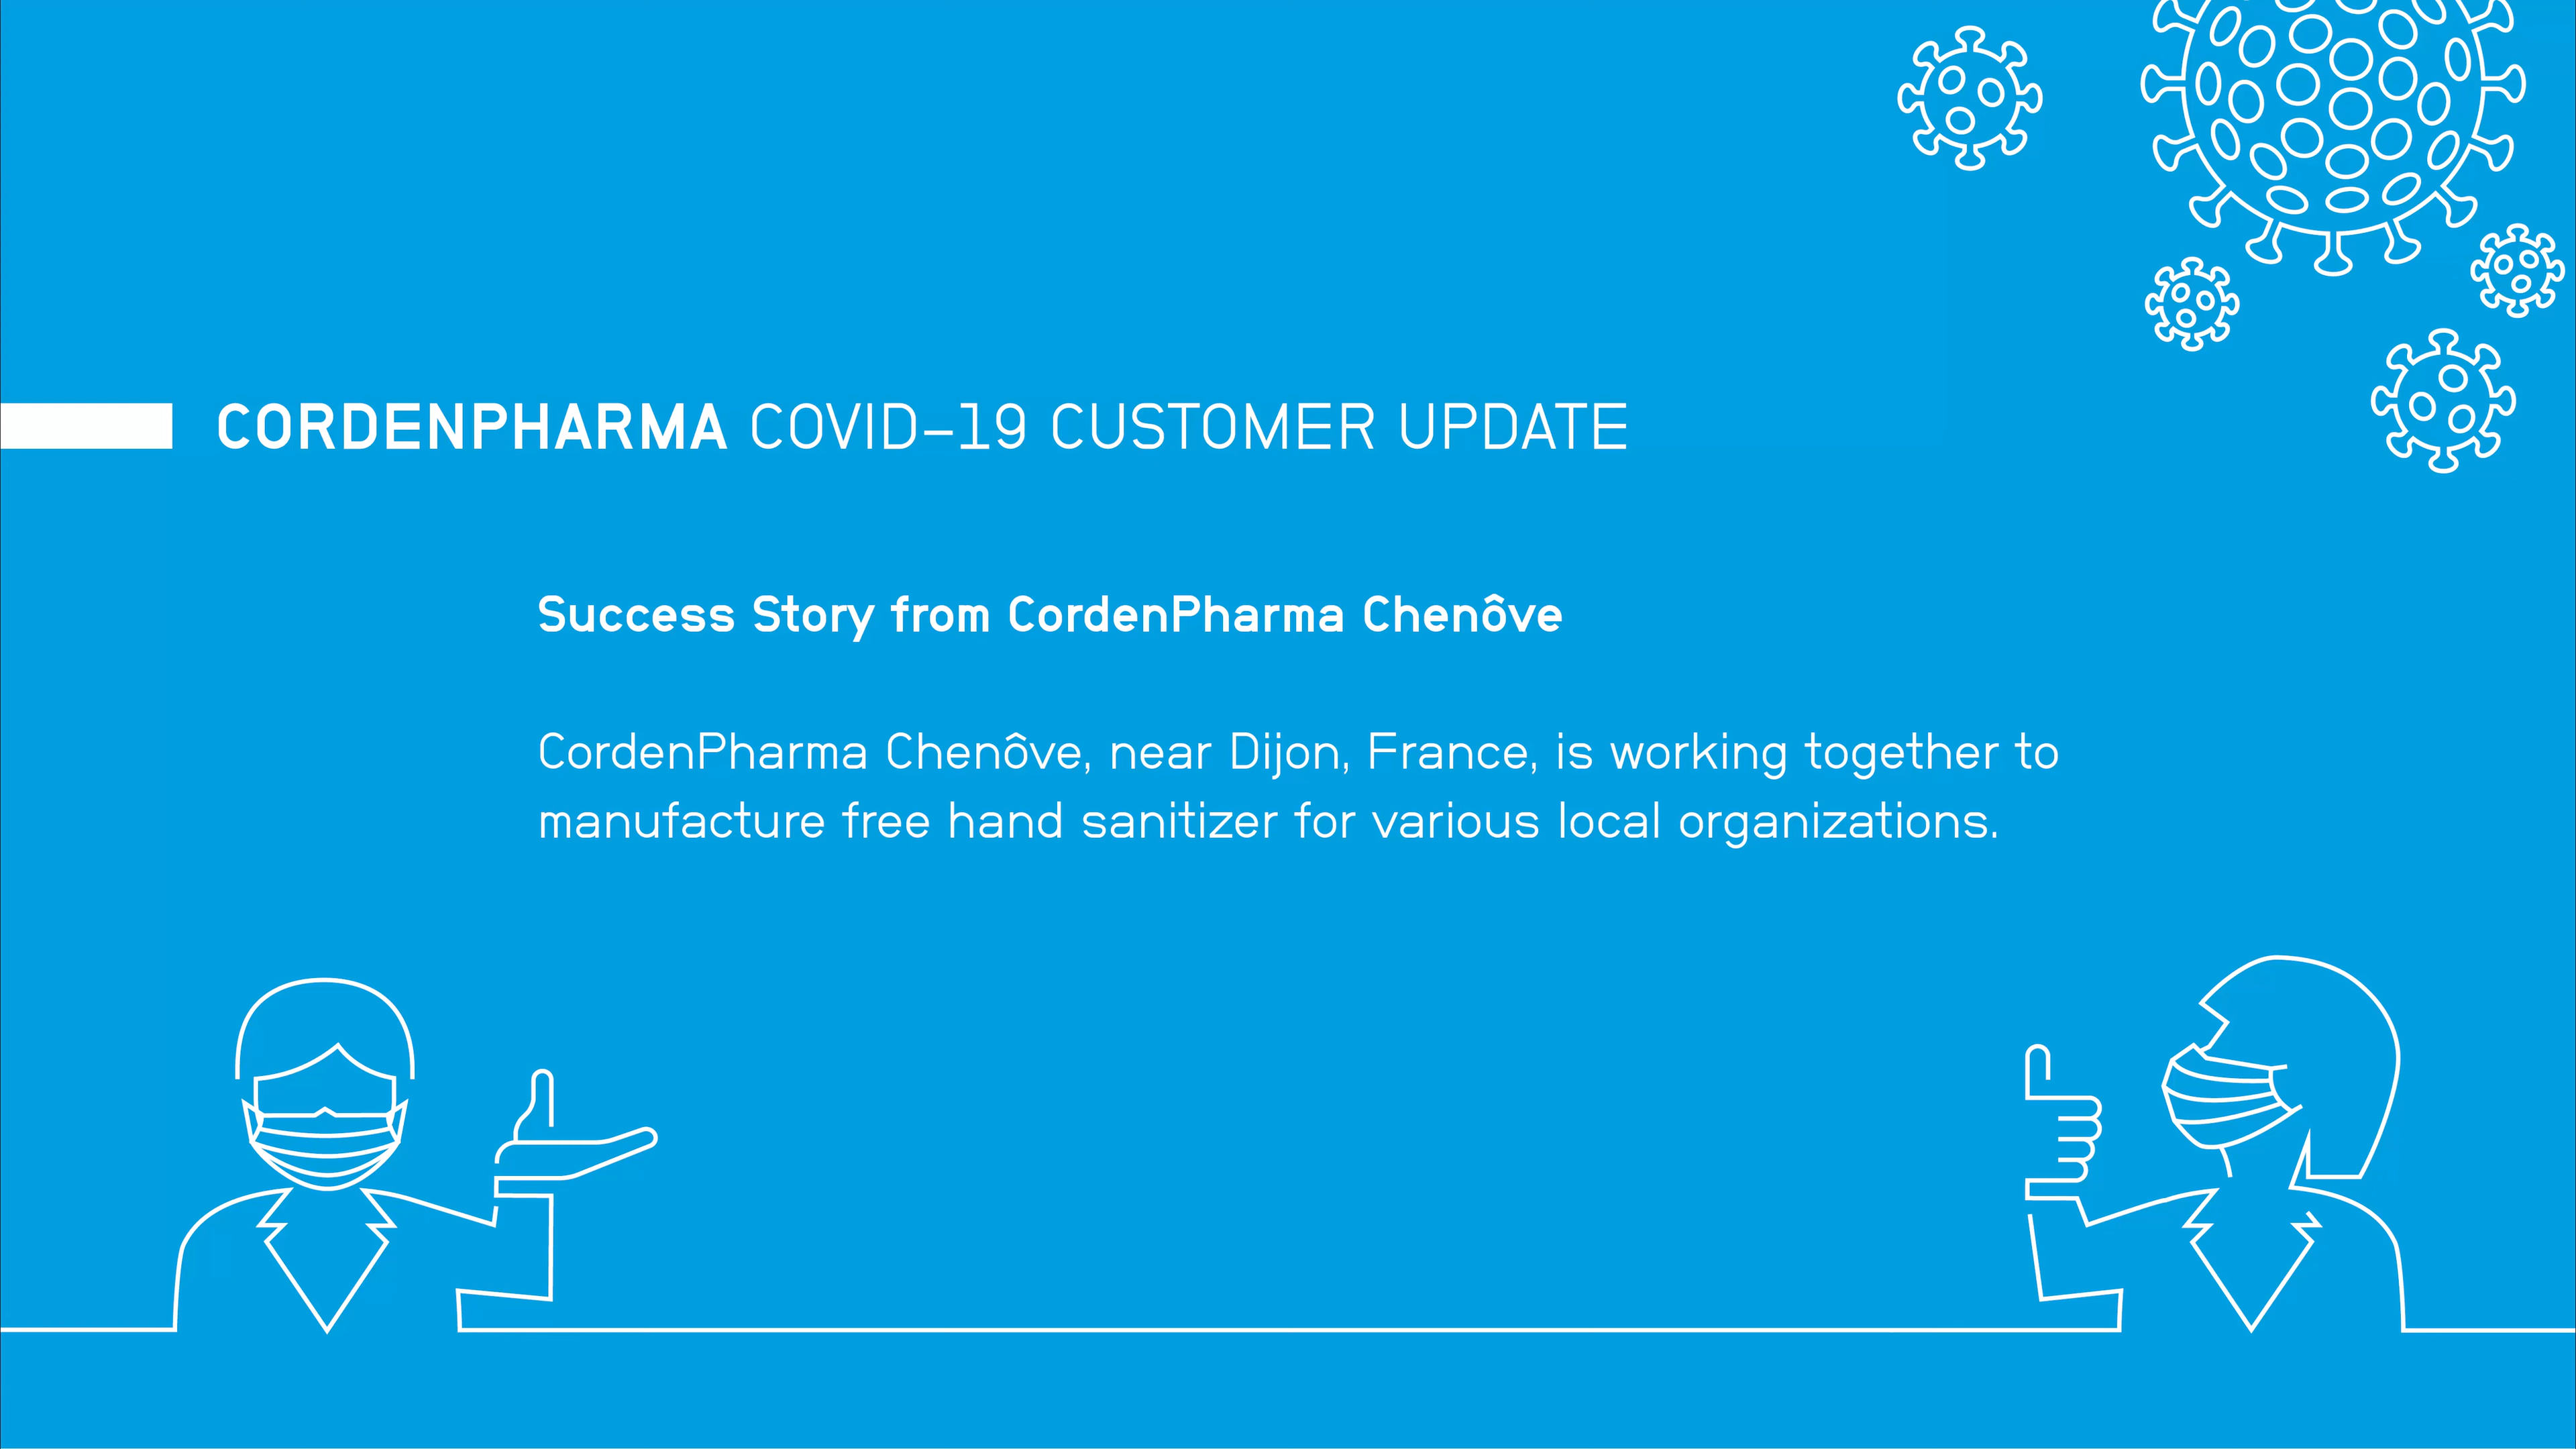 CORDENPHARMA COVID–19 CUSTOMER UPDATE
Success Story from CordenPharma Chenôve
CordenPharma Chenôve, near Dijon, France, is working together to
manufacture free hand sanitizer for various local organizations.